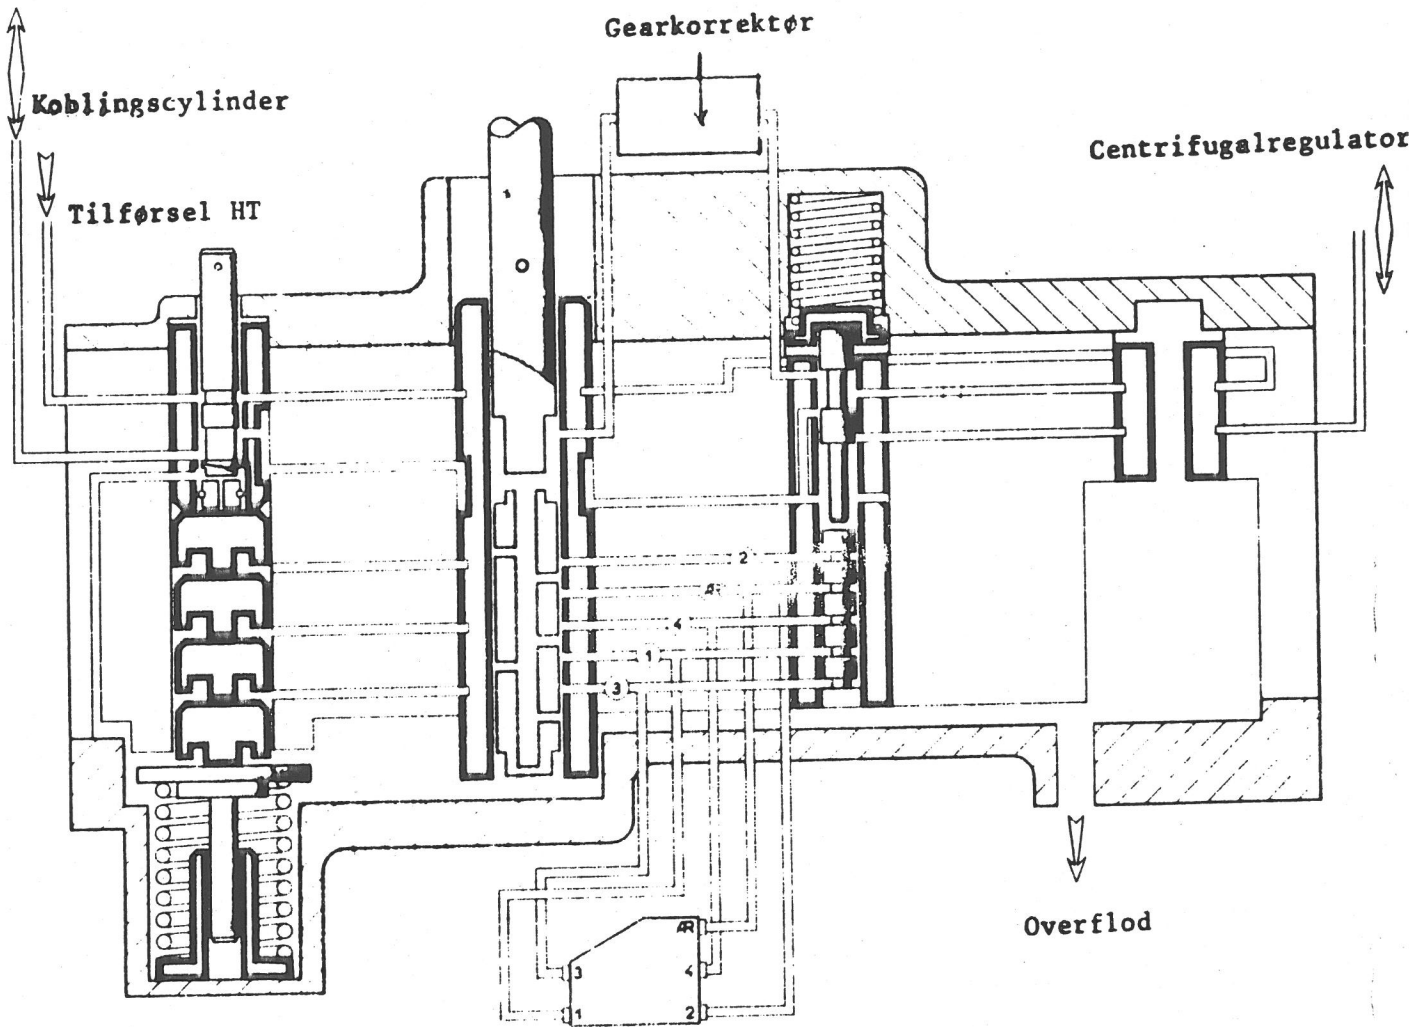 Gearkorrektør
Koblingscylinder
Centrifugalregulator
Tilførsel HT
2
AR
4
1
3
Overflod
AR
3
4
1
2